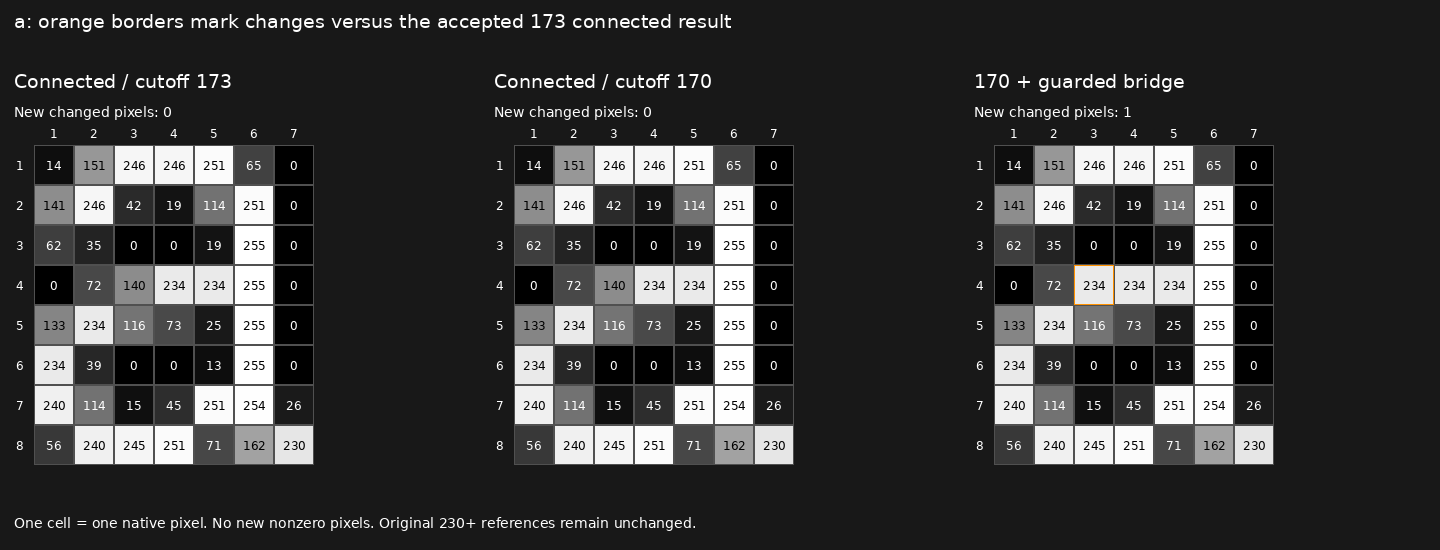 a: orange borders mark changes versus the accepted 173 connected result
Connected / cutoff 173
New changed pixels: 0
1 2 3 4 5 6 7
1 14 151 246 246 251 65 0
2 141 246 42 19 114 251 0
3 62 35 0 0 19 255 0
4 0 72 140 234 234 255 0
5 133 234 116 73 25 255 0
6 234 39 0 0 13 255 0
7 240 114 15 45 251 254 26
8 56 240 245 251 71 162 230
Connected / cutoff 170
New changed pixels: 0
1 2 3 4 5 6 7
1 14 151 246 246 251 65 0
2 141 246 42 19 114 251 0
3 62 35 0 0 19 255 0
4 0 72 140 234 234 255 0
5 133 234 116 73 25 255 0
6 234 39 0 0 13 255 0
7 240 114 15 45 251 254 26
8 56 240 245 251 71 162 230
170 + guarded bridge
New changed pixels: 1
1 2 3 4 5 6 7
1 14 151 246 246 251 65 0
2 141 246 42 19 114 251 0
3 62 35 0 0 19 255 0
4 0 72 234 234 234 255 0
5 133 234 116 73 25 255 0
6 234 39 0 0 13 255 0
7 240 114 15 45 251 254 26
8 56 240 245 251 71 162 230
One cell = one native pixel. No new nonzero pixels. Original 230+ references remain unchanged.